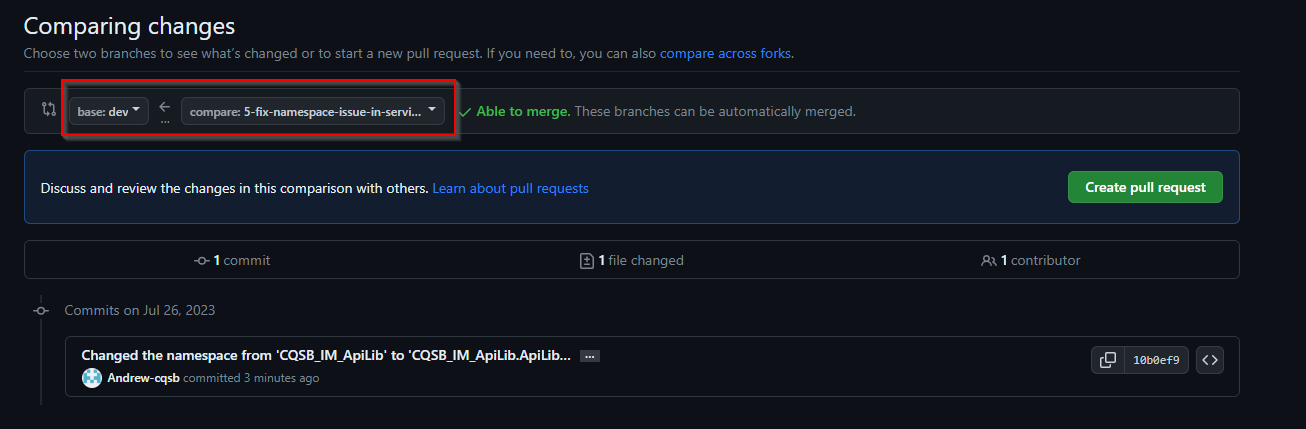 Comparing changes
Choose two branches to see what's changed or to start a new pull request. If you need to, you can also compare across forks.
base: dev ... compare: 5-fix-namespace-issue-in-servi... Able to merge. These branches can be automatically merged.
Discuss and review the changes in this comparison with others. Learn about pull requests Create pull request
1 commit 1 file changed 1 contributor
Commits on Jul 26, 2023
Changed the namespace from 'CQSB_IM_ApiLib' to 'CQSB_IM_ApiLib.ApiLib... ...
Andrew-cqsb committed 3 minutes ago 10b0ef9